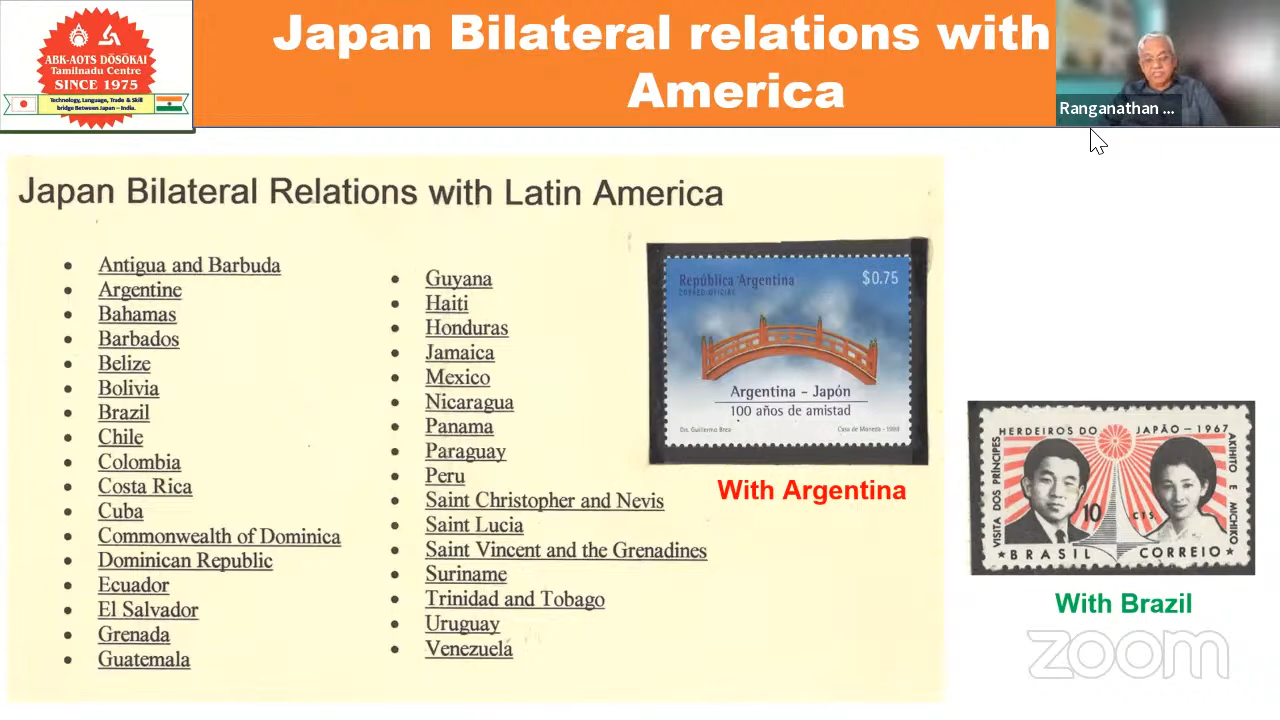 ABK-AOTS DŌSŌKAI
Tamilnadu Centre
SINCE 1975
Technology, Language, Trade & Skill
bridge Between Japan – India.
Japan Bilateral relations with
America
Ranganathan ...
Japan Bilateral Relations with Latin America
• Antigua and Barbuda
• Argentine
• Bahamas
• Barbados
• Belize
• Bolivia
• Brazil
• Chile
• Colombia
• Costa Rica
• Cuba
• Commonwealth of Dominica
• Dominican Republic
• Ecuador
• El Salvador
• Grenada
• Guatemala
• Guyana
• Haiti
• Honduras
• Jamaica
• Mexico
• Nicaragua
• Panama
• Paraguay
• Peru
• Saint Christopher and Nevis
• Saint Lucia
• Saint Vincent and the Grenadines
• Suriname
• Trinidad and Tobago
• Uruguay
• Venezuela
República Argentina
$0.75
CORREO OFICIAL
Argentina - Japón
100 años de amistad
With Argentina
VISITA DOS PRÍNCIPES
HERDEIROS DO JAPÃO – 1967
AKIHITO E MICHIKO
10 CTS
★BRASIL CORREIO★
With Brazil
zoom